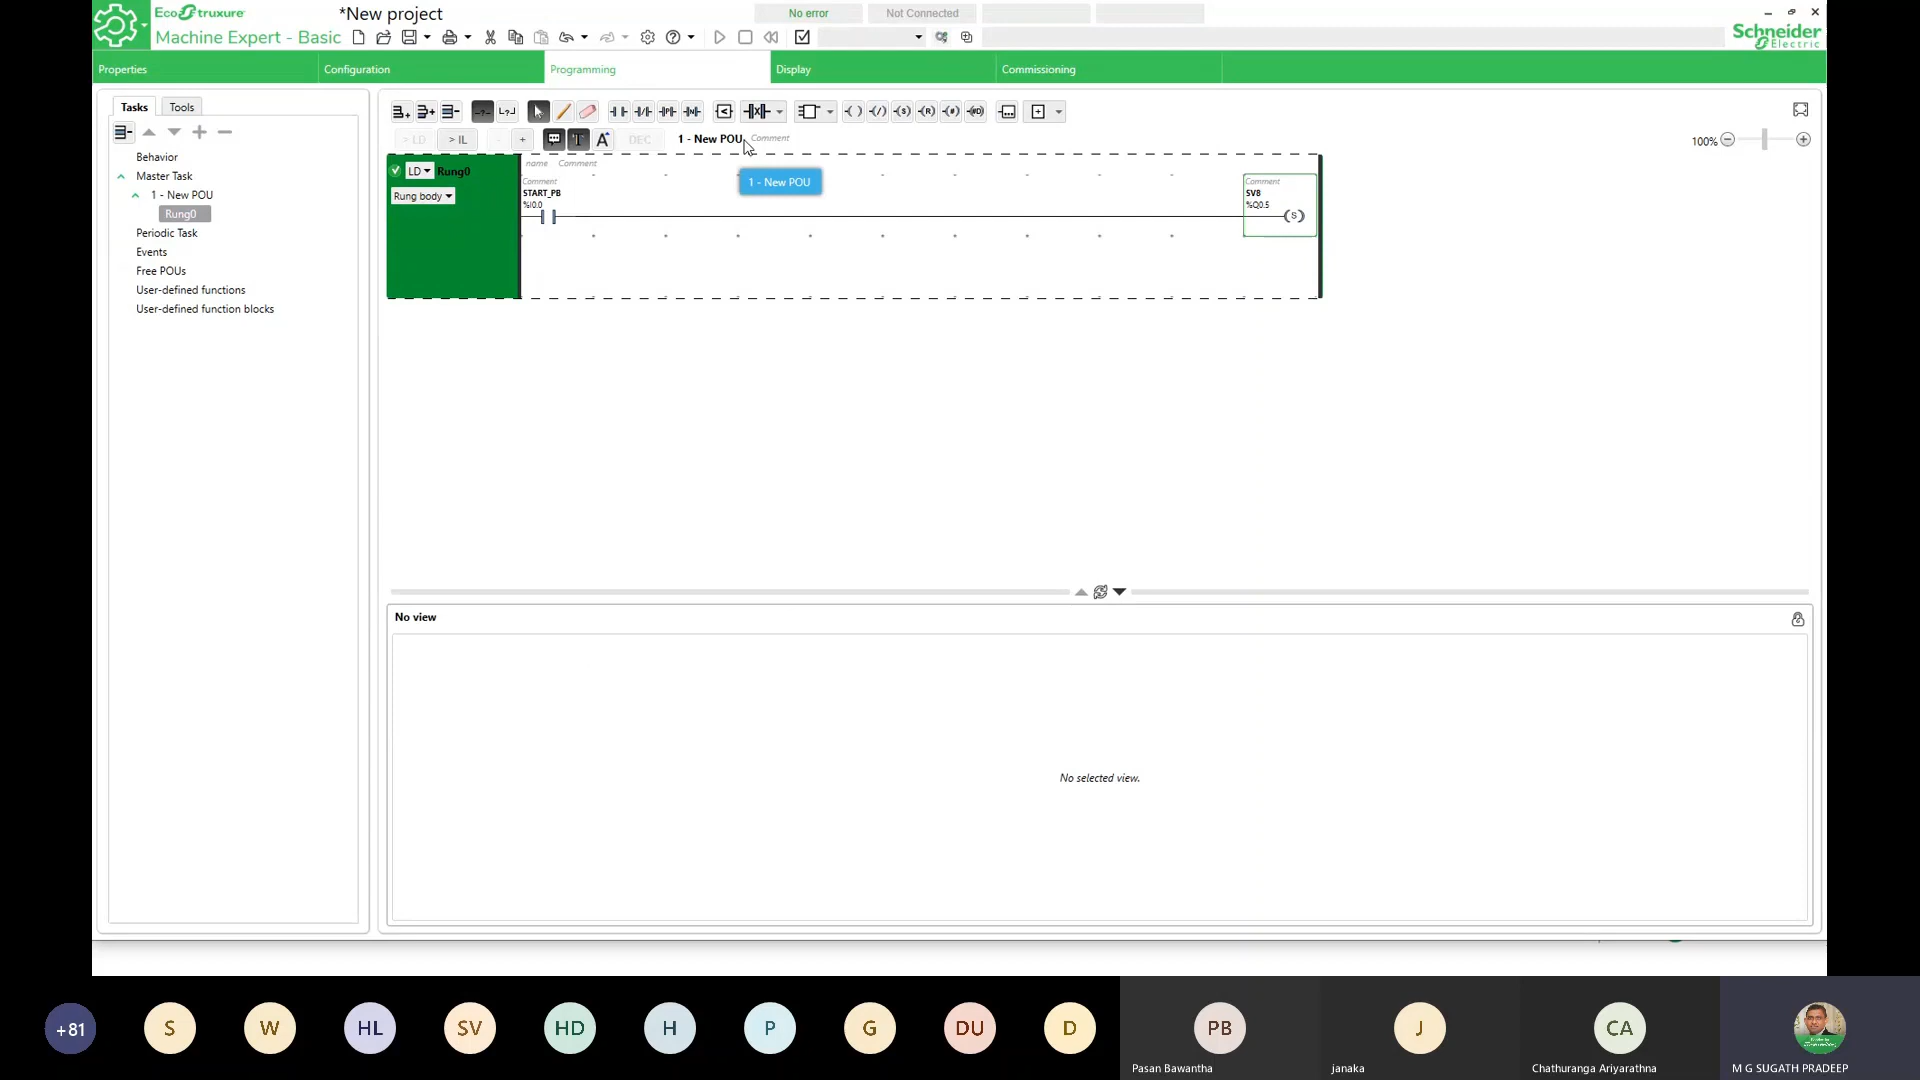 EcoStruxure
*New project
No error
Not Connected
Machine Expert - Basic
Schneider
Electric
Properties
Configuration
Programming
Display
Commissioning
Tasks
Tools
> LD
> IL
-
+
DEC
1 - New POU
Comment
100%
Behavior
Master Task
1 - New POU
Rung0
Periodic Task
Events
Free POUs
User-defined functions
User-defined function blocks
LD
Rung0
Rung body
name Comment
Comment
START_PB
%I0.0
1 - New POU
Comment
SV8
%Q0.5
S
No view
No selected view.
+81
S
W
HL
SV
HD
H
P
G
DU
D
PB
J
CA
Pasan Bawantha
janaka
Chathuranga Ariyarathna
M G SUGATH PRADEEP